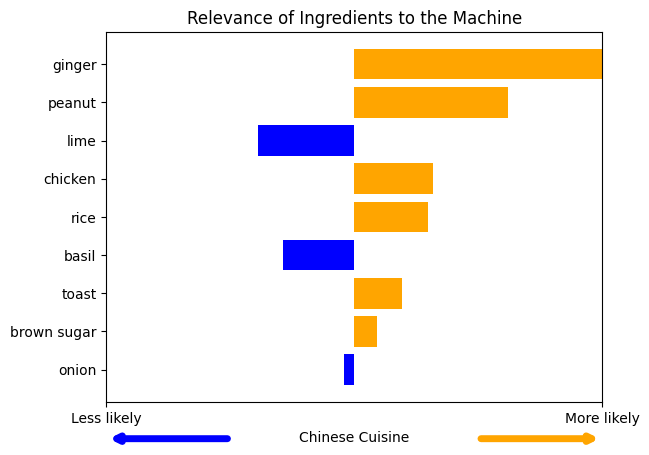 Relevance of Ingredients to the Machine
ginger
peanut
lime
chicken
rice
basil
toast
brown sugar
onion
Less likely
More likely
Chinese Cuisine